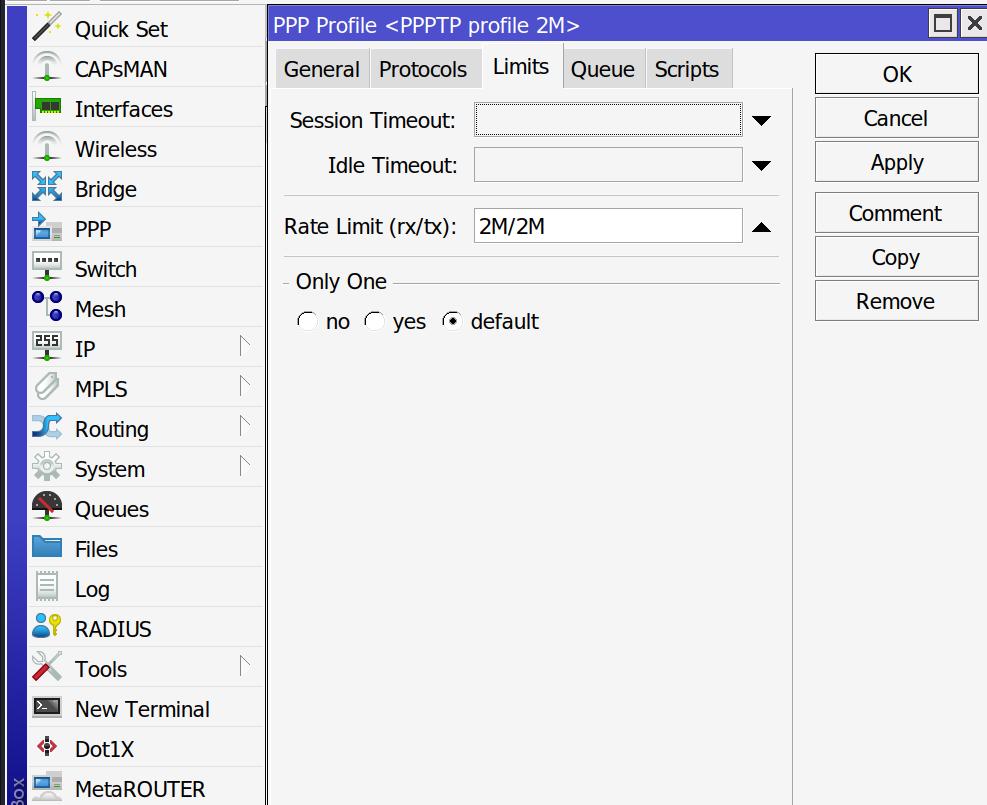 PPP Profile <PPPTP profile 2M>
Quick Set
CAPsMAN
Interfaces
Wireless
Bridge
PPP
Switch
Mesh
255
IP
MPLS
Routing
System
Queues
Files
Log
RADIUS
Tools
New Terminal
Dot1X
MetaROUTER
Box
General
Protocols
Limits
Queue
Scripts
Session Timeout:
Idle Timeout:
Rate Limit (rx/tx): 2M/2M
Only One
no yes default
OK
Cancel
Apply
Comment
Copy
Remove